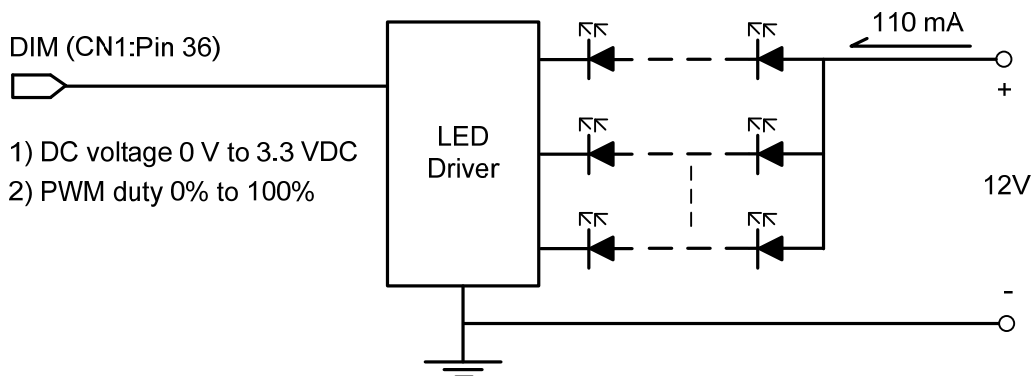 110 mA
DIM (CN1:Pin 36)
+
LED
Driver
1) DC voltage 0 V to 3.3 VDC
2) PWM duty 0% to 100%
12V
-